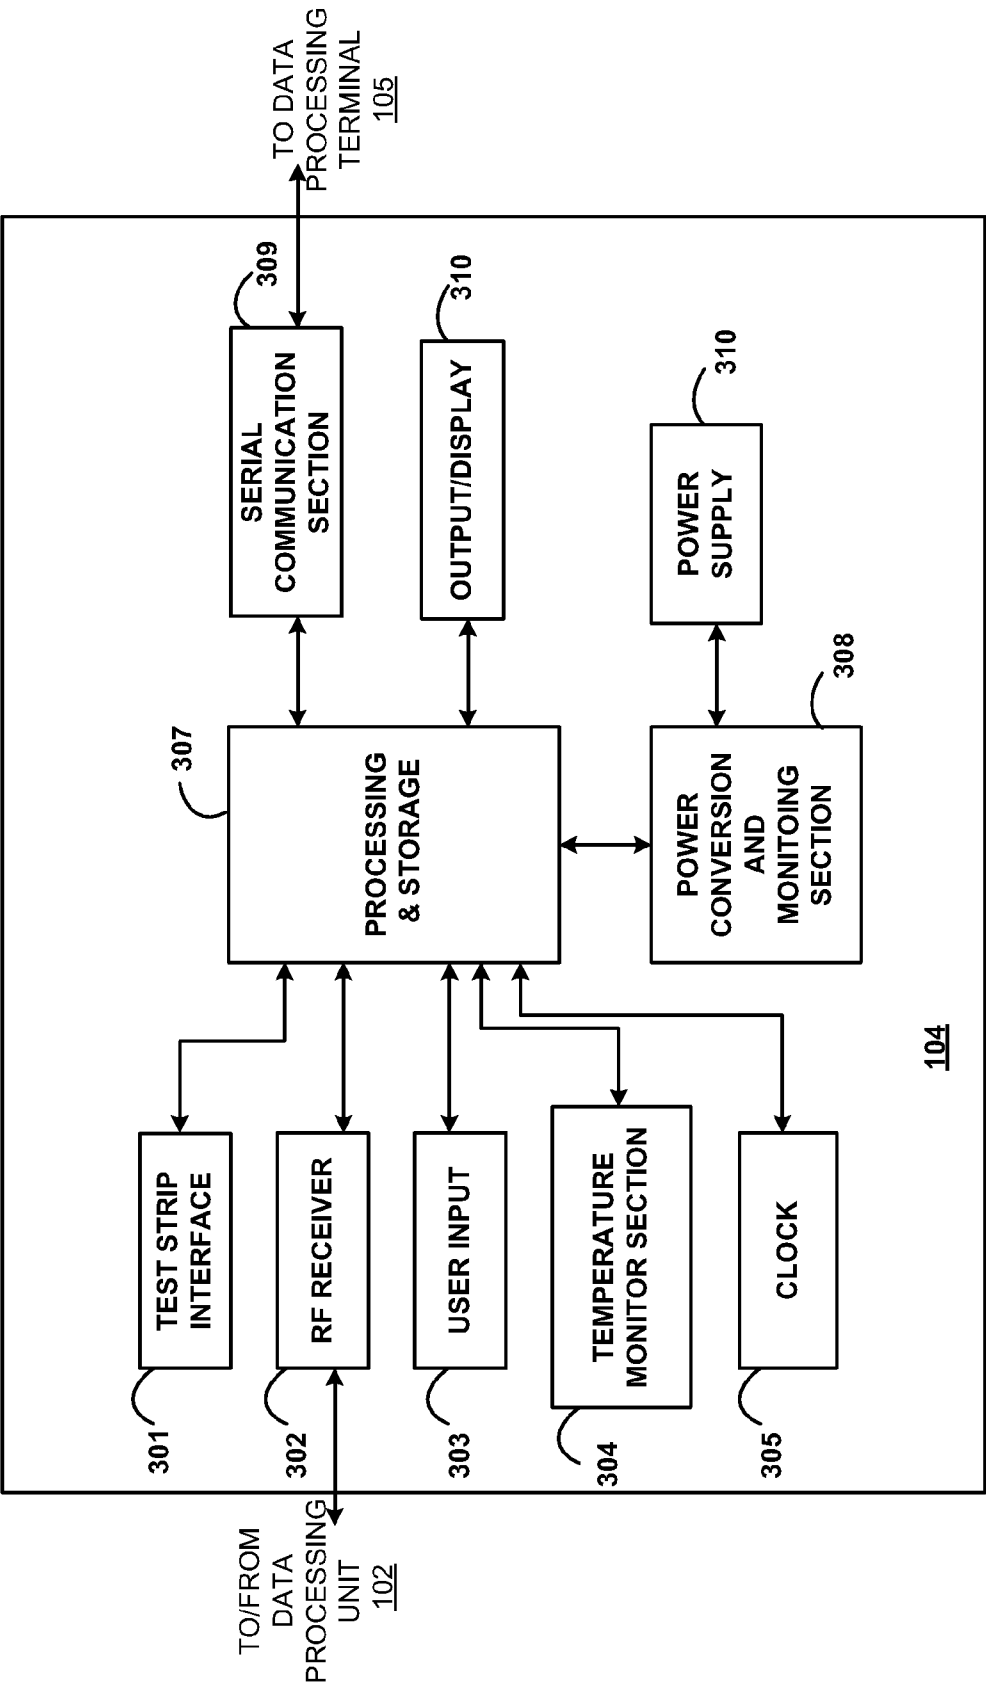 TO/FROM
DATA
PROCESSING
UNIT
102
301
TEST STRIP
INTERFACE
302
RF RECEIVER
303
USER INPUT
304
TEMPERATURE
MONITOR SECTION
305
CLOCK
307
PROCESSING
& STORAGE
POWER
CONVERSION
AND
MONITOING
SECTION
308
SERIAL
COMMUNICATION
SECTION
309
OUTPUT/DISPLAY
310
POWER
SUPPLY
310
TO DATA
PROCESSING
TERMINAL
105
104